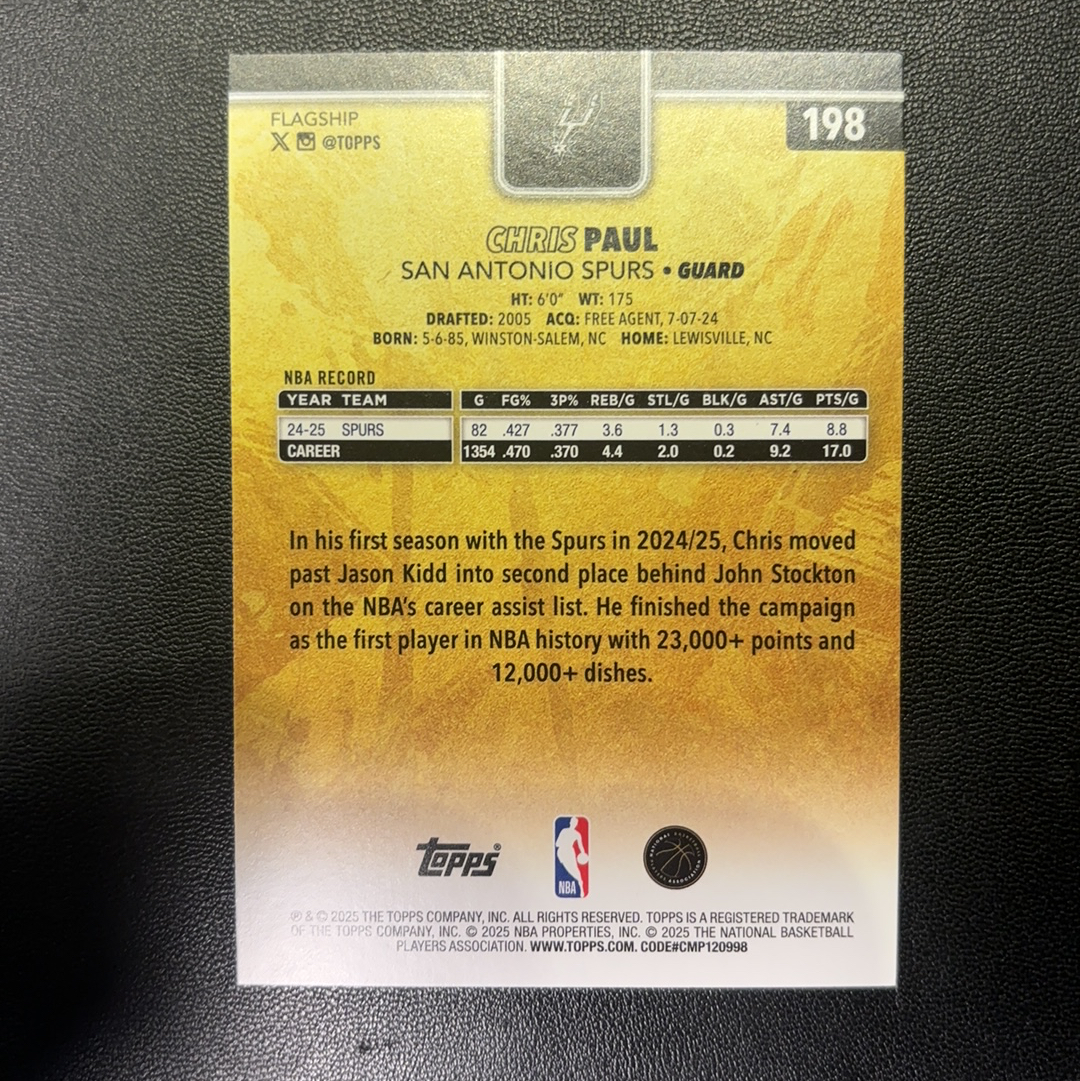 FLAGSHIP
198
X @TOPPS
CHRIS PAUL
SAN ANTONIO SPURS • GUARD
HT: 6'0" WT: 175
DRAFTED: 2005 ACQ: FREE AGENT, 7-07-24
BORN: 5-6-85, WINSTON-SALEM, NC HOME: LEWISVILLE, NC
NBA RECORD
YEAR TEAM G FG% 3P% REB/G STL/G BLK/G AST/G PTS/G
24-25 SPURS 82 .427 .377 3.6 1.3 0.3 7.4 8.8
CAREER 1354 .470 .370 4.4 2.0 0.2 9.2 17.0
In his first season with the Spurs in 2024/25, Chris moved
past Jason Kidd into second place behind John Stockton
on the NBA's career assist list. He finished the campaign
as the first player in NBA history with 23,000+ points and
12,000+ dishes.
TOPPS®
NBA
NATIONAL BASKETBALL
PLAYERS ASSOCIATION
℗ & © 2025 THE TOPPS COMPANY, INC. ALL RIGHTS RESERVED. TOPPS IS A REGISTERED TRADEMARK
OF THE TOPPS COMPANY, INC. © 2025 NBA PROPERTIES, INC. © 2025 THE NATIONAL BASKETBALL
PLAYERS ASSOCIATION. WWW.TOPPS.COM. CODE#CMP120998